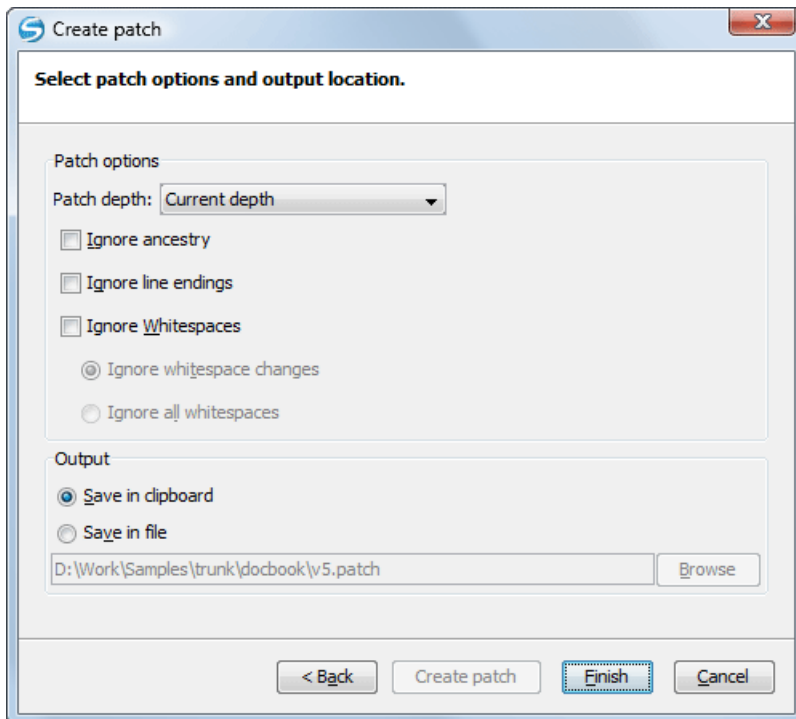 Create patch
Select patch options and output location.
Patch options
Patch depth: Current depth
Ignore ancestry
Ignore line endings
Ignore Whitespaces
Ignore whitespace changes
Ignore all whitespaces
Output
Save in clipboard
Save in file
D:\Work\Samples\trunk\docbook\v5.patch Browse
< Back Create patch Finish Cancel